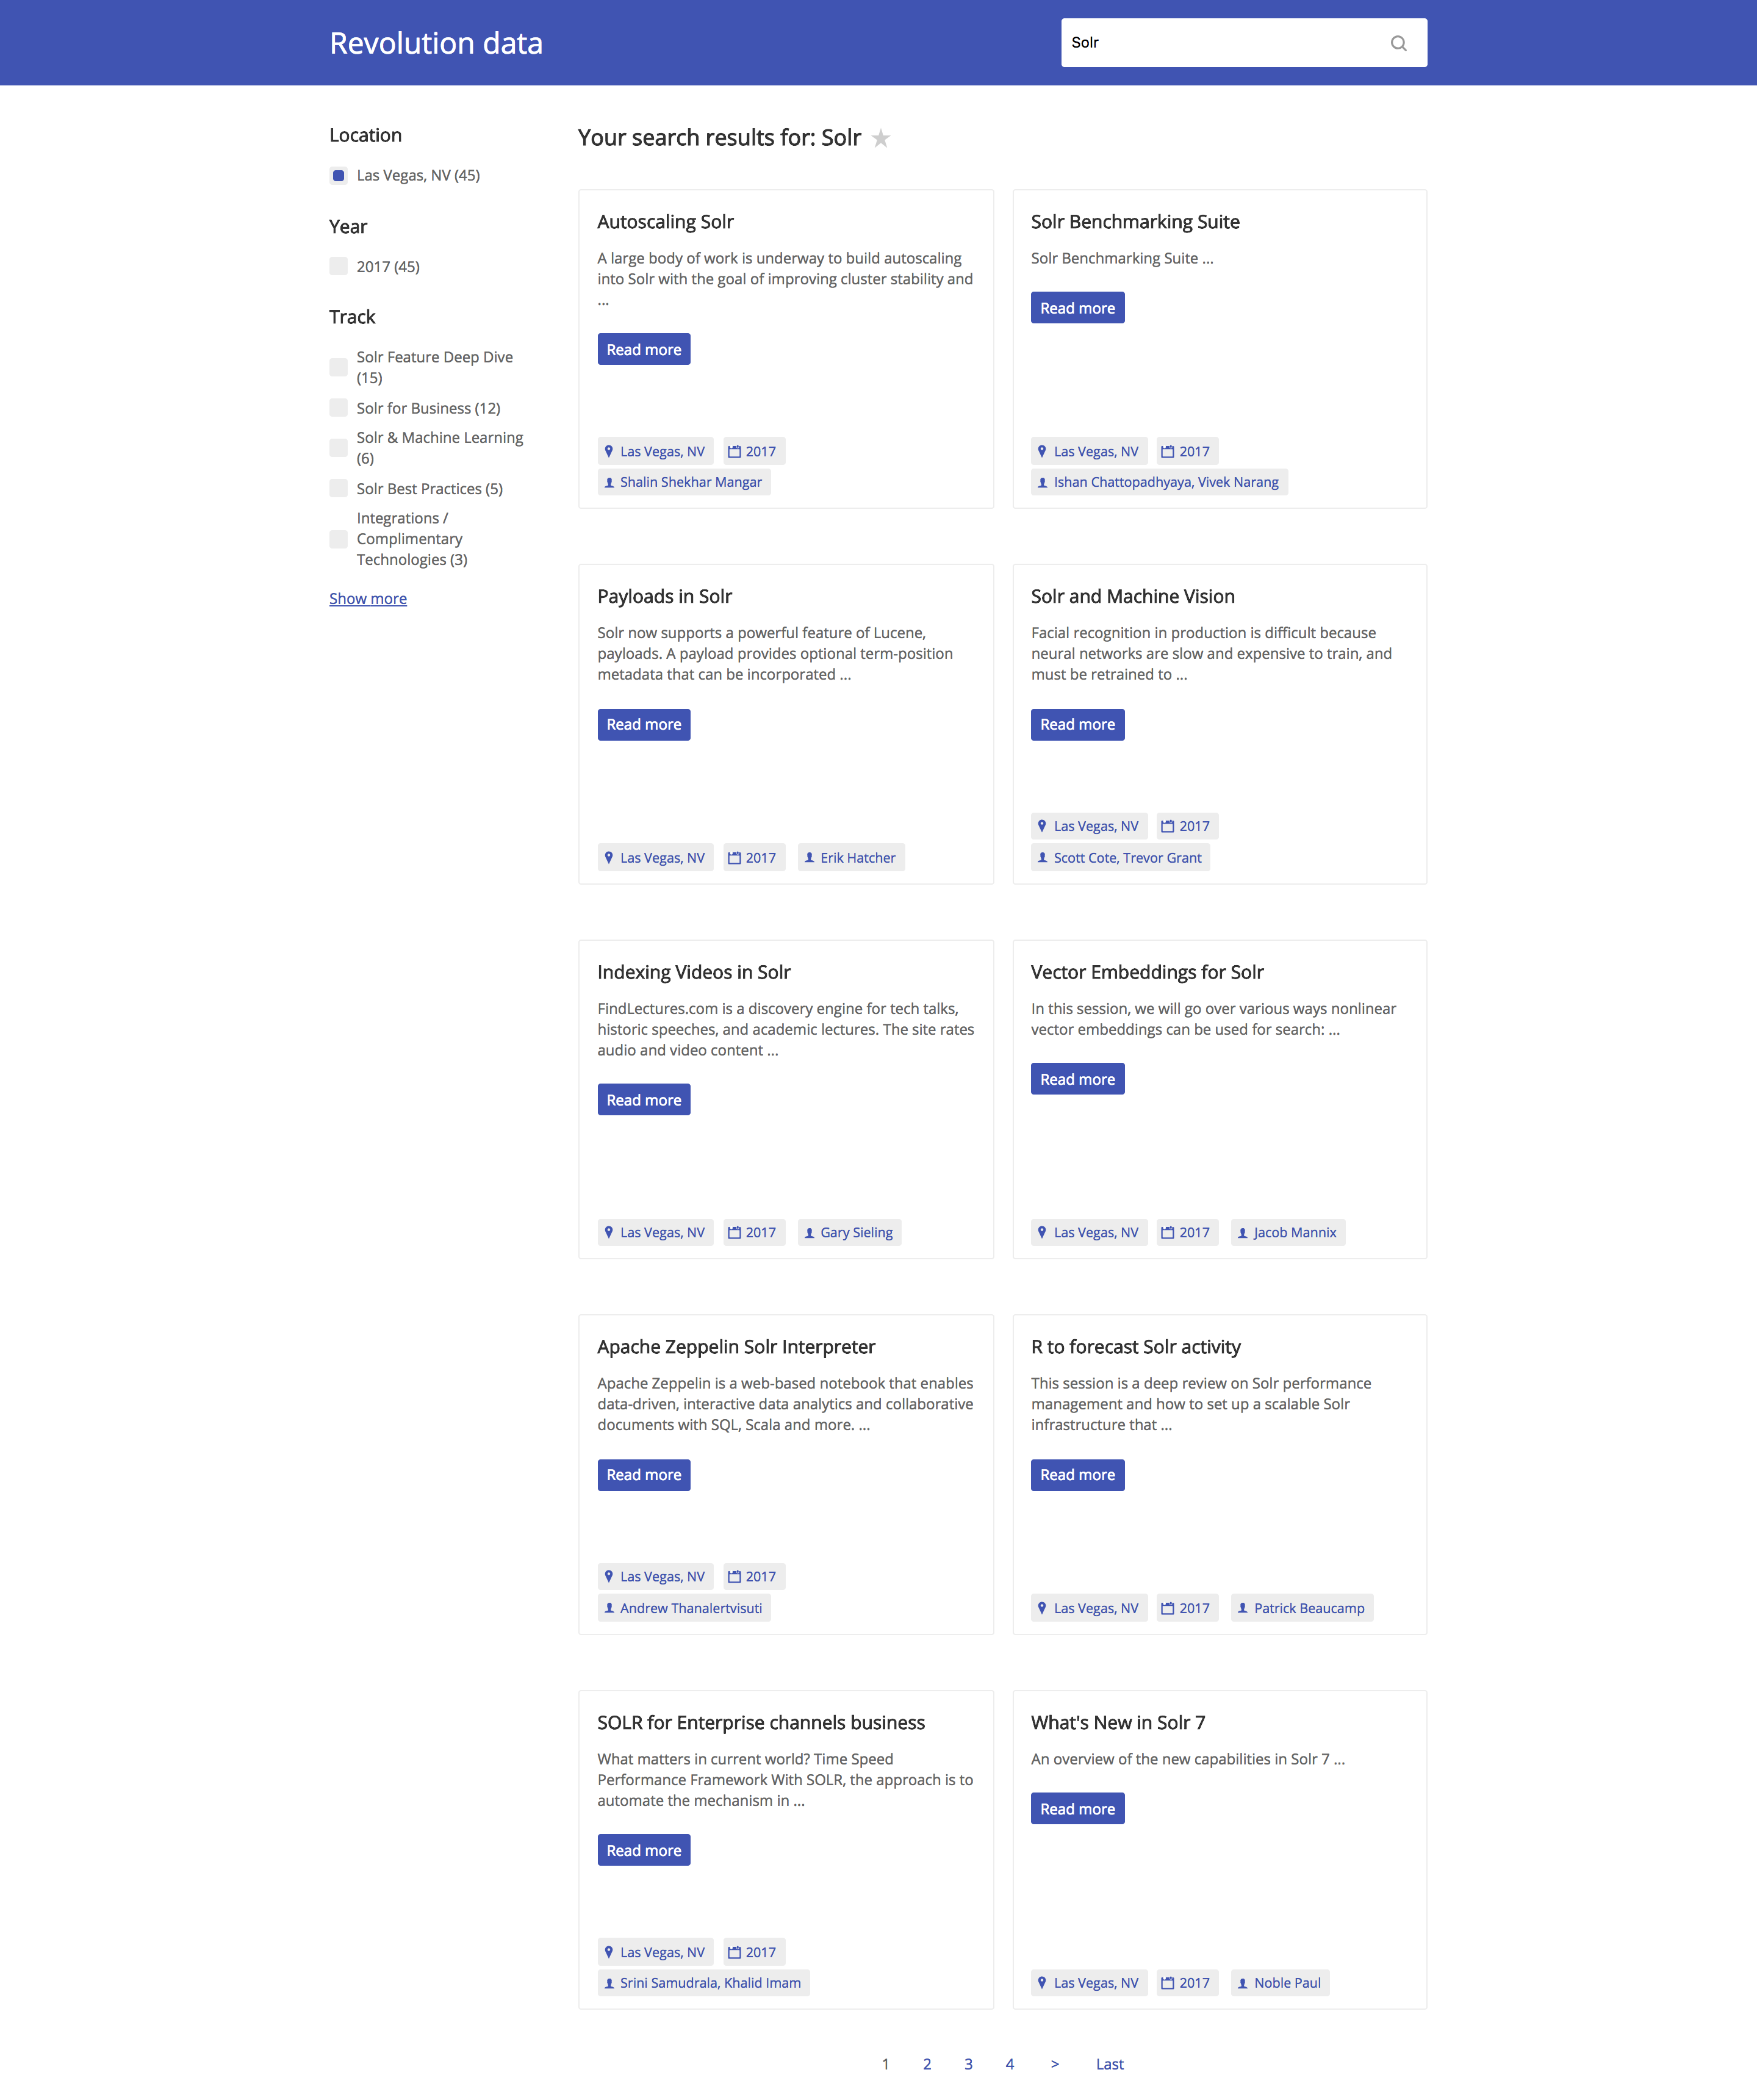 Revolution data
Solr
Location
Las Vegas, NV (45)
Year
2017 (45)
Track
Solr Feature Deep Dive
(15)
Solr for Business (12)
Solr & Machine Learning
(6)
Solr Best Practices (5)
Integrations /
Complimentary
Technologies (3)
Show more
Your search results for: Solr
Autoscaling Solr
A large body of work is underway to build autoscaling
into Solr with the goal of improving cluster stability and
...
Read more
Las Vegas, NV 2017
Shalin Shekhar Mangar
Solr Benchmarking Suite
Solr Benchmarking Suite ...
Read more
Las Vegas, NV 2017
Ishan Chattopadhyaya, Vivek Narang
Payloads in Solr
Solr now supports a powerful feature of Lucene,
payloads. A payload provides optional term-position
metadata that can be incorporated ...
Read more
Las Vegas, NV 2017 Erik Hatcher
Solr and Machine Vision
Facial recognition in production is difficult because
neural networks are slow and expensive to train, and
must be retrained to ...
Read more
Las Vegas, NV 2017
Scott Cote, Trevor Grant
Indexing Videos in Solr
FindLectures.com is a discovery engine for tech talks,
historic speeches, and academic lectures. The site rates
audio and video content ...
Read more
Las Vegas, NV 2017 Gary Sieling
Vector Embeddings for Solr
In this session, we will go over various ways nonlinear
vector embeddings can be used for search: ...
Read more
Las Vegas, NV 2017 Jacob Mannix
Apache Zeppelin Solr Interpreter
Apache Zeppelin is a web-based notebook that enables
data-driven, interactive data analytics and collaborative
documents with SQL, Scala and more. ...
Read more
Las Vegas, NV 2017
Andrew Thanalertvisuti
R to forecast Solr activity
This session is a deep review on Solr performance
management and how to set up a scalable Solr
infrastructure that ...
Read more
Las Vegas, NV 2017 Patrick Beaucamp
SOLR for Enterprise channels business
What matters in current world? Time Speed
Performance Framework With SOLR, the approach is to
automate the mechanism in ...
Read more
Las Vegas, NV 2017
Srini Samudrala, Khalid Imam
What's New in Solr 7
An overview of the new capabilities in Solr 7 ...
Read more
Las Vegas, NV 2017 Noble Paul
1 2 3 4 > Last